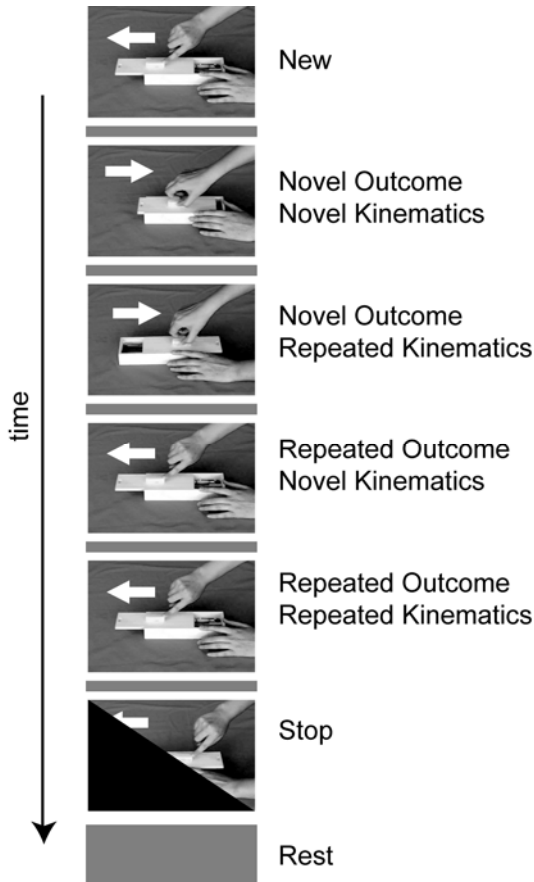 New
Novel Outcome
Novel Kinematics
Novel Outcome
Repeated Kinematics
time
Repeated Outcome
Novel Kinematics
Repeated Outcome
Repeated Kinematics
Stop
Rest